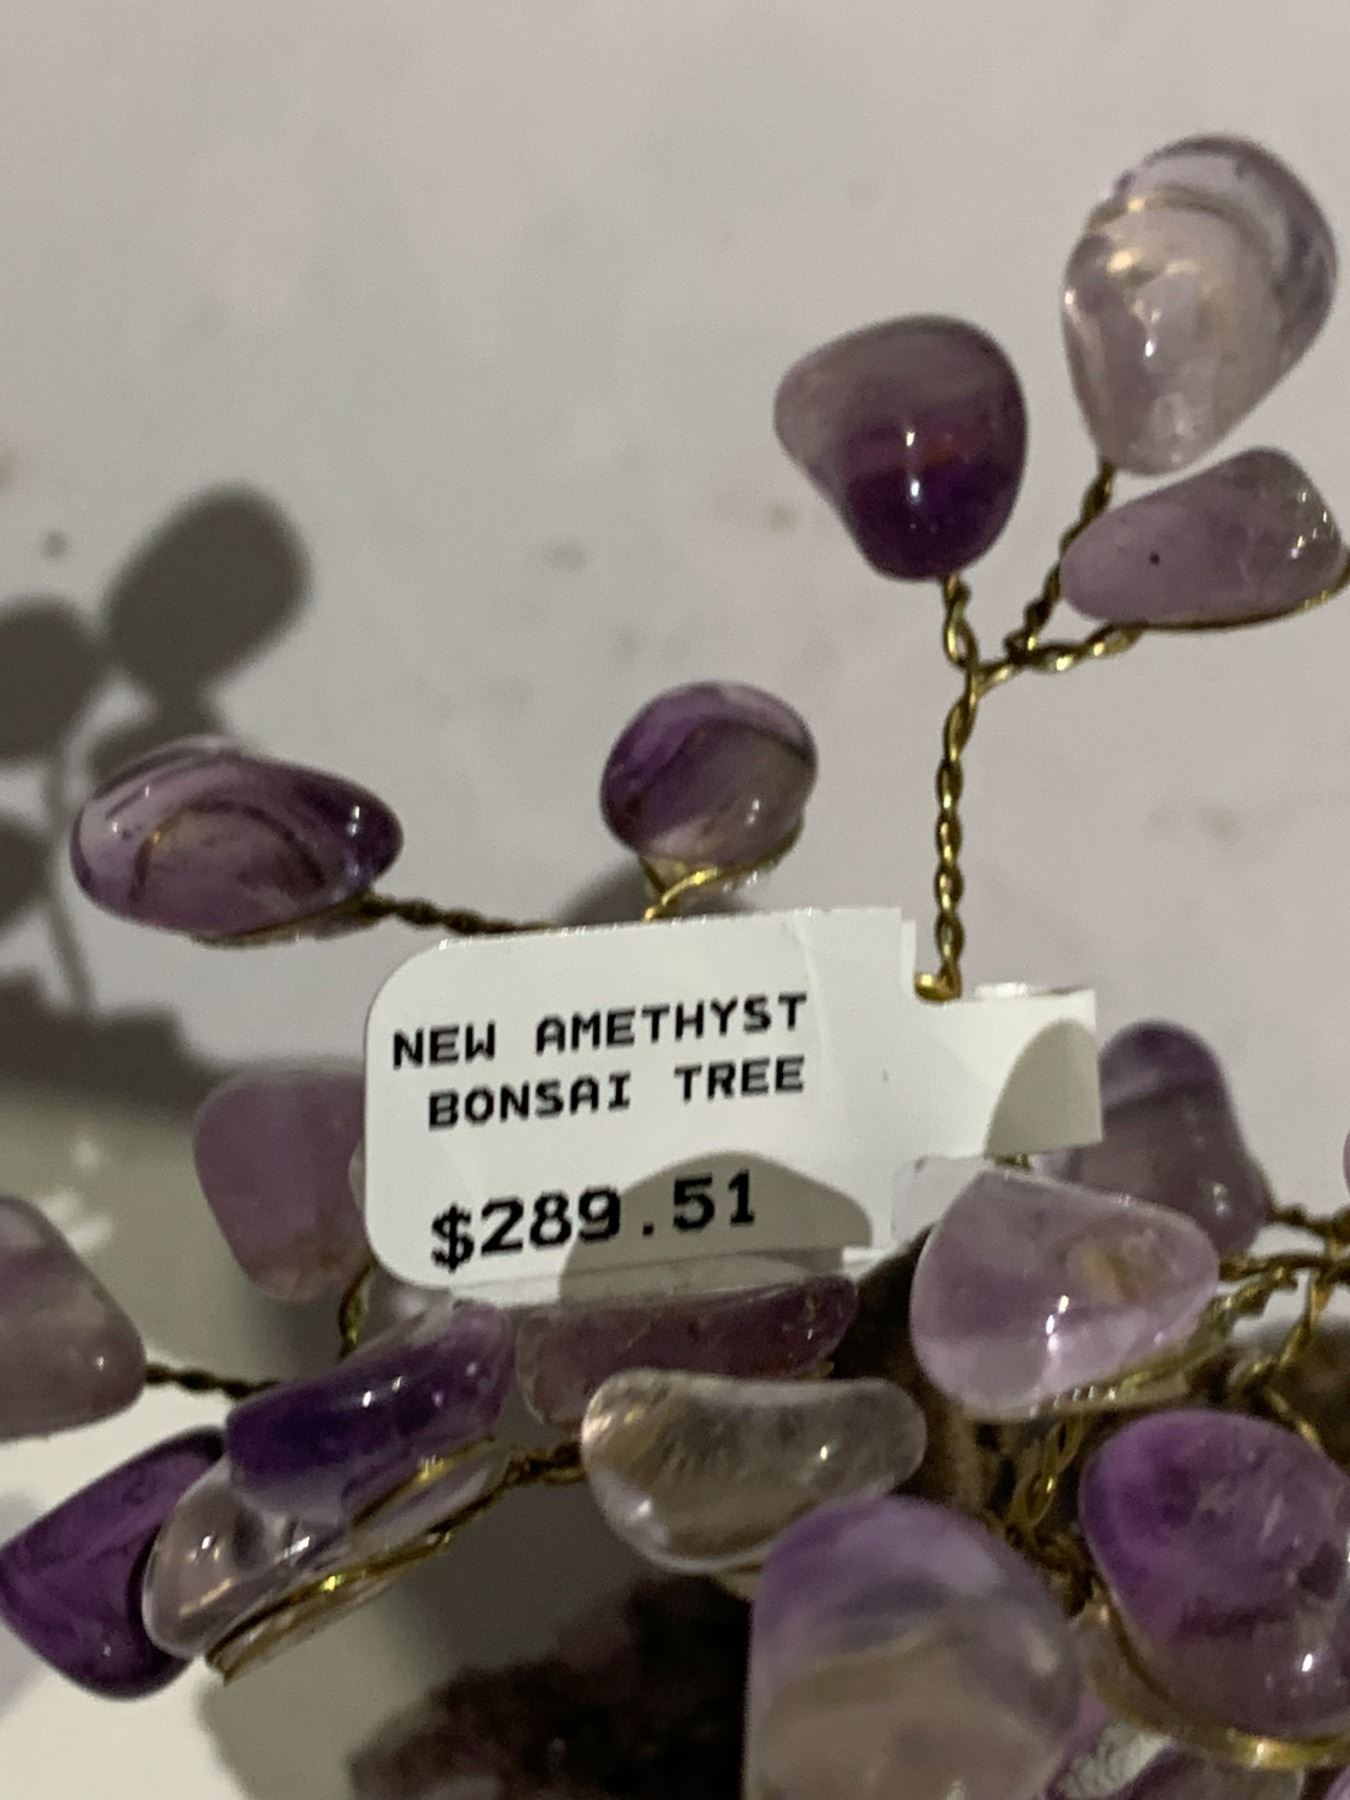 NEW AMETHYST
BONSAI TREE
$289.51